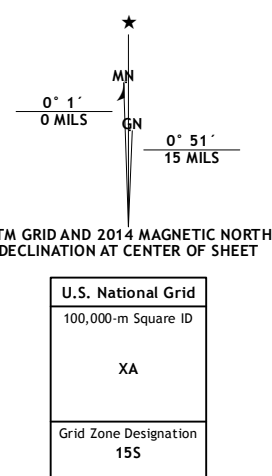 MN
0° 1´
0 MILS
GN
0° 51´
15 MILS
TM GRID AND 2014 MAGNETIC NORTH
DECLINATION AT CENTER OF SHEET
U.S. National Grid
100,000-m Square ID
XA
Grid Zone Designation
15S